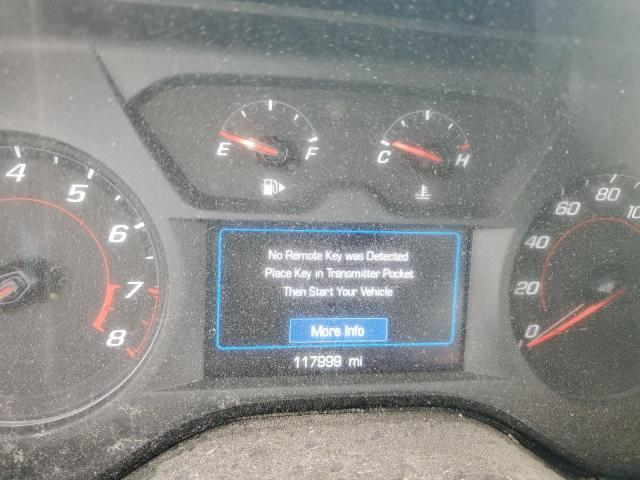 E F
C H
4 5 6 7 8
0 20 40 60 80 100
No Remote Key was Detected
Place Key in Transmitter Pocket
Then Start Your Vehicle
More Info
117999 mi